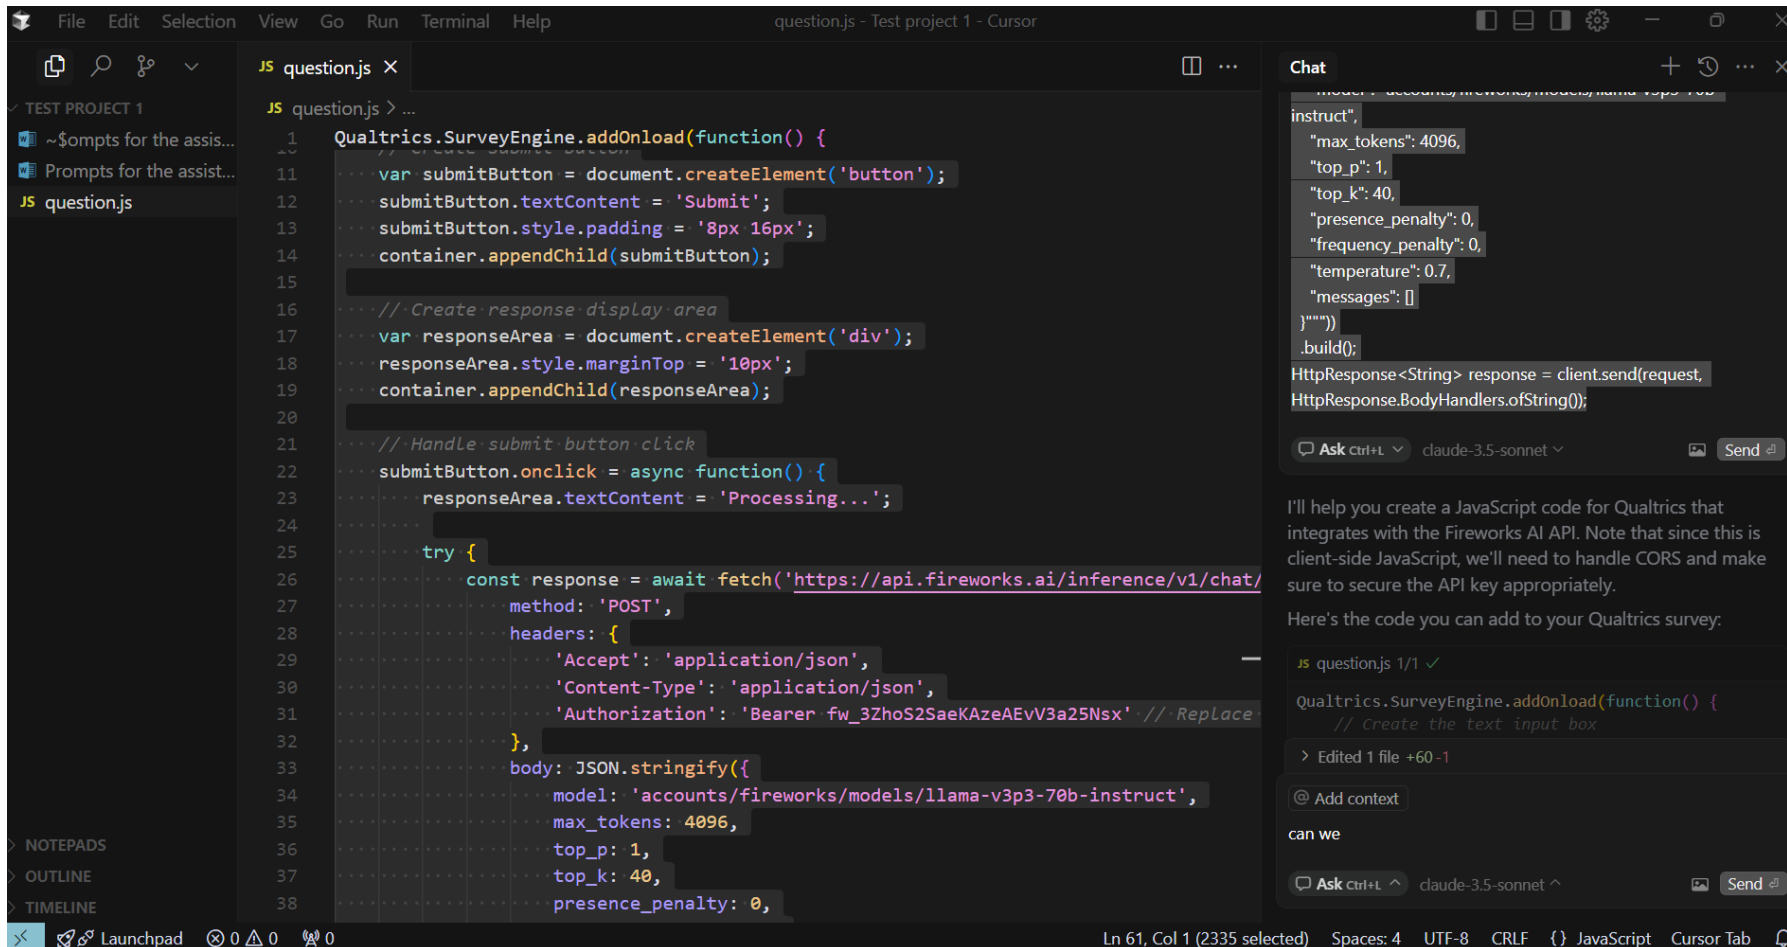 File Edit Selection View Go Run Terminal Help
question.js - Test project 1 - Cursor
TEST PROJECT 1
~$ompts for the assis...
Prompts for the assist...
JS question.js
NOTEPADS
OUTLINE
TIMELINE
JS question.js
JS question.js > ...
1 Qualtrics.SurveyEngine.addOnload(function() {
// Create submit button
11 var submitButton = document.createElement('button');
12 submitButton.textContent = 'Submit';
13 submitButton.style.padding = '8px 16px';
14 container.appendChild(submitButton);
15
16 // Create response display area
17 var responseArea = document.createElement('div');
18 responseArea.style.marginTop = '10px';
19 container.appendChild(responseArea);
20
21 // Handle submit button click
22 submitButton.onclick = async function() {
23 responseArea.textContent = 'Processing...';
24
25 try {
26 const response = await fetch('https://api.fireworks.ai/inference/v1/chat/
27 method: 'POST',
28 headers: {
29 'Accept': 'application/json',
30 'Content-Type': 'application/json',
31 'Authorization': 'Bearer fw_3ZhoS2SaeKAzeAEvV3a25Nsx' // Replace
32 },
33 body: JSON.stringify({
34 model: 'accounts/fireworks/models/llama-v3p3-70b-instruct',
35 max_tokens: 4096,
36 top_p: 1,
37 top_k: 40,
38 presence_penalty: 0,
Chat
"model": "accounts/fireworks/models/llama-v3p3-70b-
instruct",
"max_tokens": 4096,
"top_p": 1,
"top_k": 40,
"presence_penalty": 0,
"frequency_penalty": 0,
"temperature": 0.7,
"messages": []
}"""))
.build();
HttpResponse<String> response = client.send(request,
HttpResponse.BodyHandlers.ofString());
Ask Ctrl+L claude-3.5-sonnet Send
I'll help you create a JavaScript code for Qualtrics that
integrates with the Fireworks AI API. Note that since this is
client-side JavaScript, we'll need to handle CORS and make
sure to secure the API key appropriately.
Here's the code you can add to your Qualtrics survey:
JS question.js 1/1
Qualtrics.SurveyEngine.addOnload(function() {
// Create the text input box
> Edited 1 file +60 -1
@ Add context
can we
Ask Ctrl+L claude-3.5-sonnet Send
Launchpad 0 0 0
Ln 61, Col 1 (2335 selected) Spaces: 4 UTF-8 CRLF {} JavaScript Cursor Tab